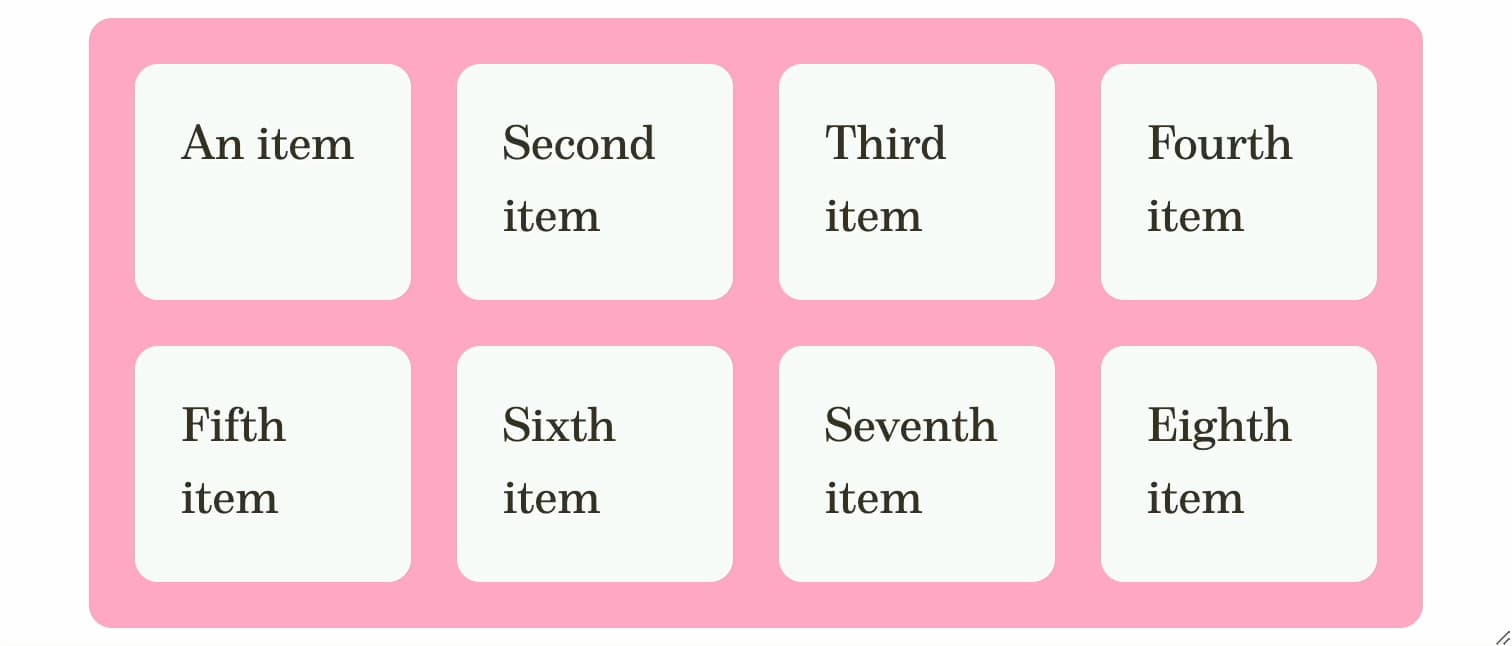 An item
Second
item
Third
item
Fourth
item
Fifth
item
Sixth
item
Seventh
item
Eighth
item